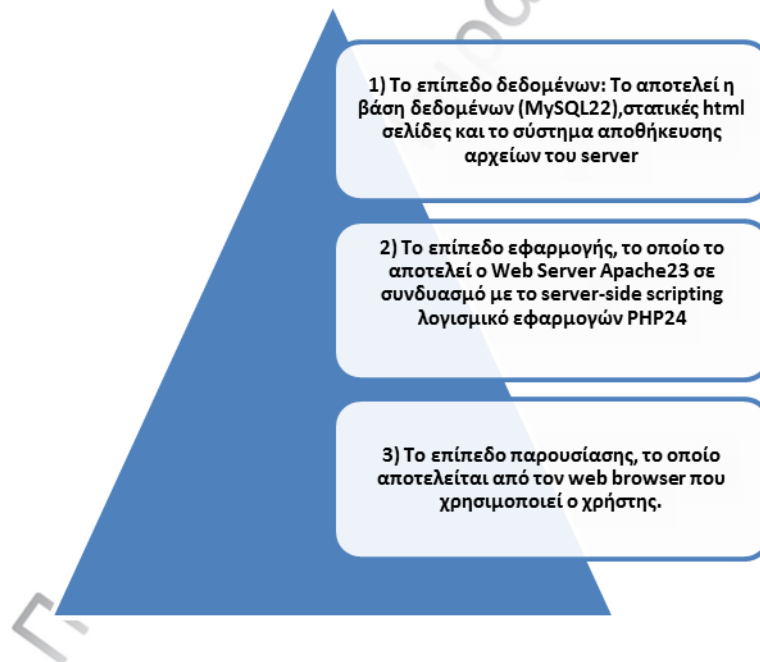 1) Το επίπεδο δεδομένων: Το αποτελεί η
βάση δεδομένων (MySQL22),στατικές html
σελίδες και το σύστημα αποθήκευσης
αρχείων του server
2) Το επίπεδο εφαρμογής, το οποίο το
αποτελεί ο Web Server Apache23 σε
συνδυασμό με το server-side scripting
λογισμικό εφαρμογών PHP24
3) Το επίπεδο παρουσίασης, το οποίο
αποτελείται από τον web browser που
χρησιμοποιεί ο χρήστης.